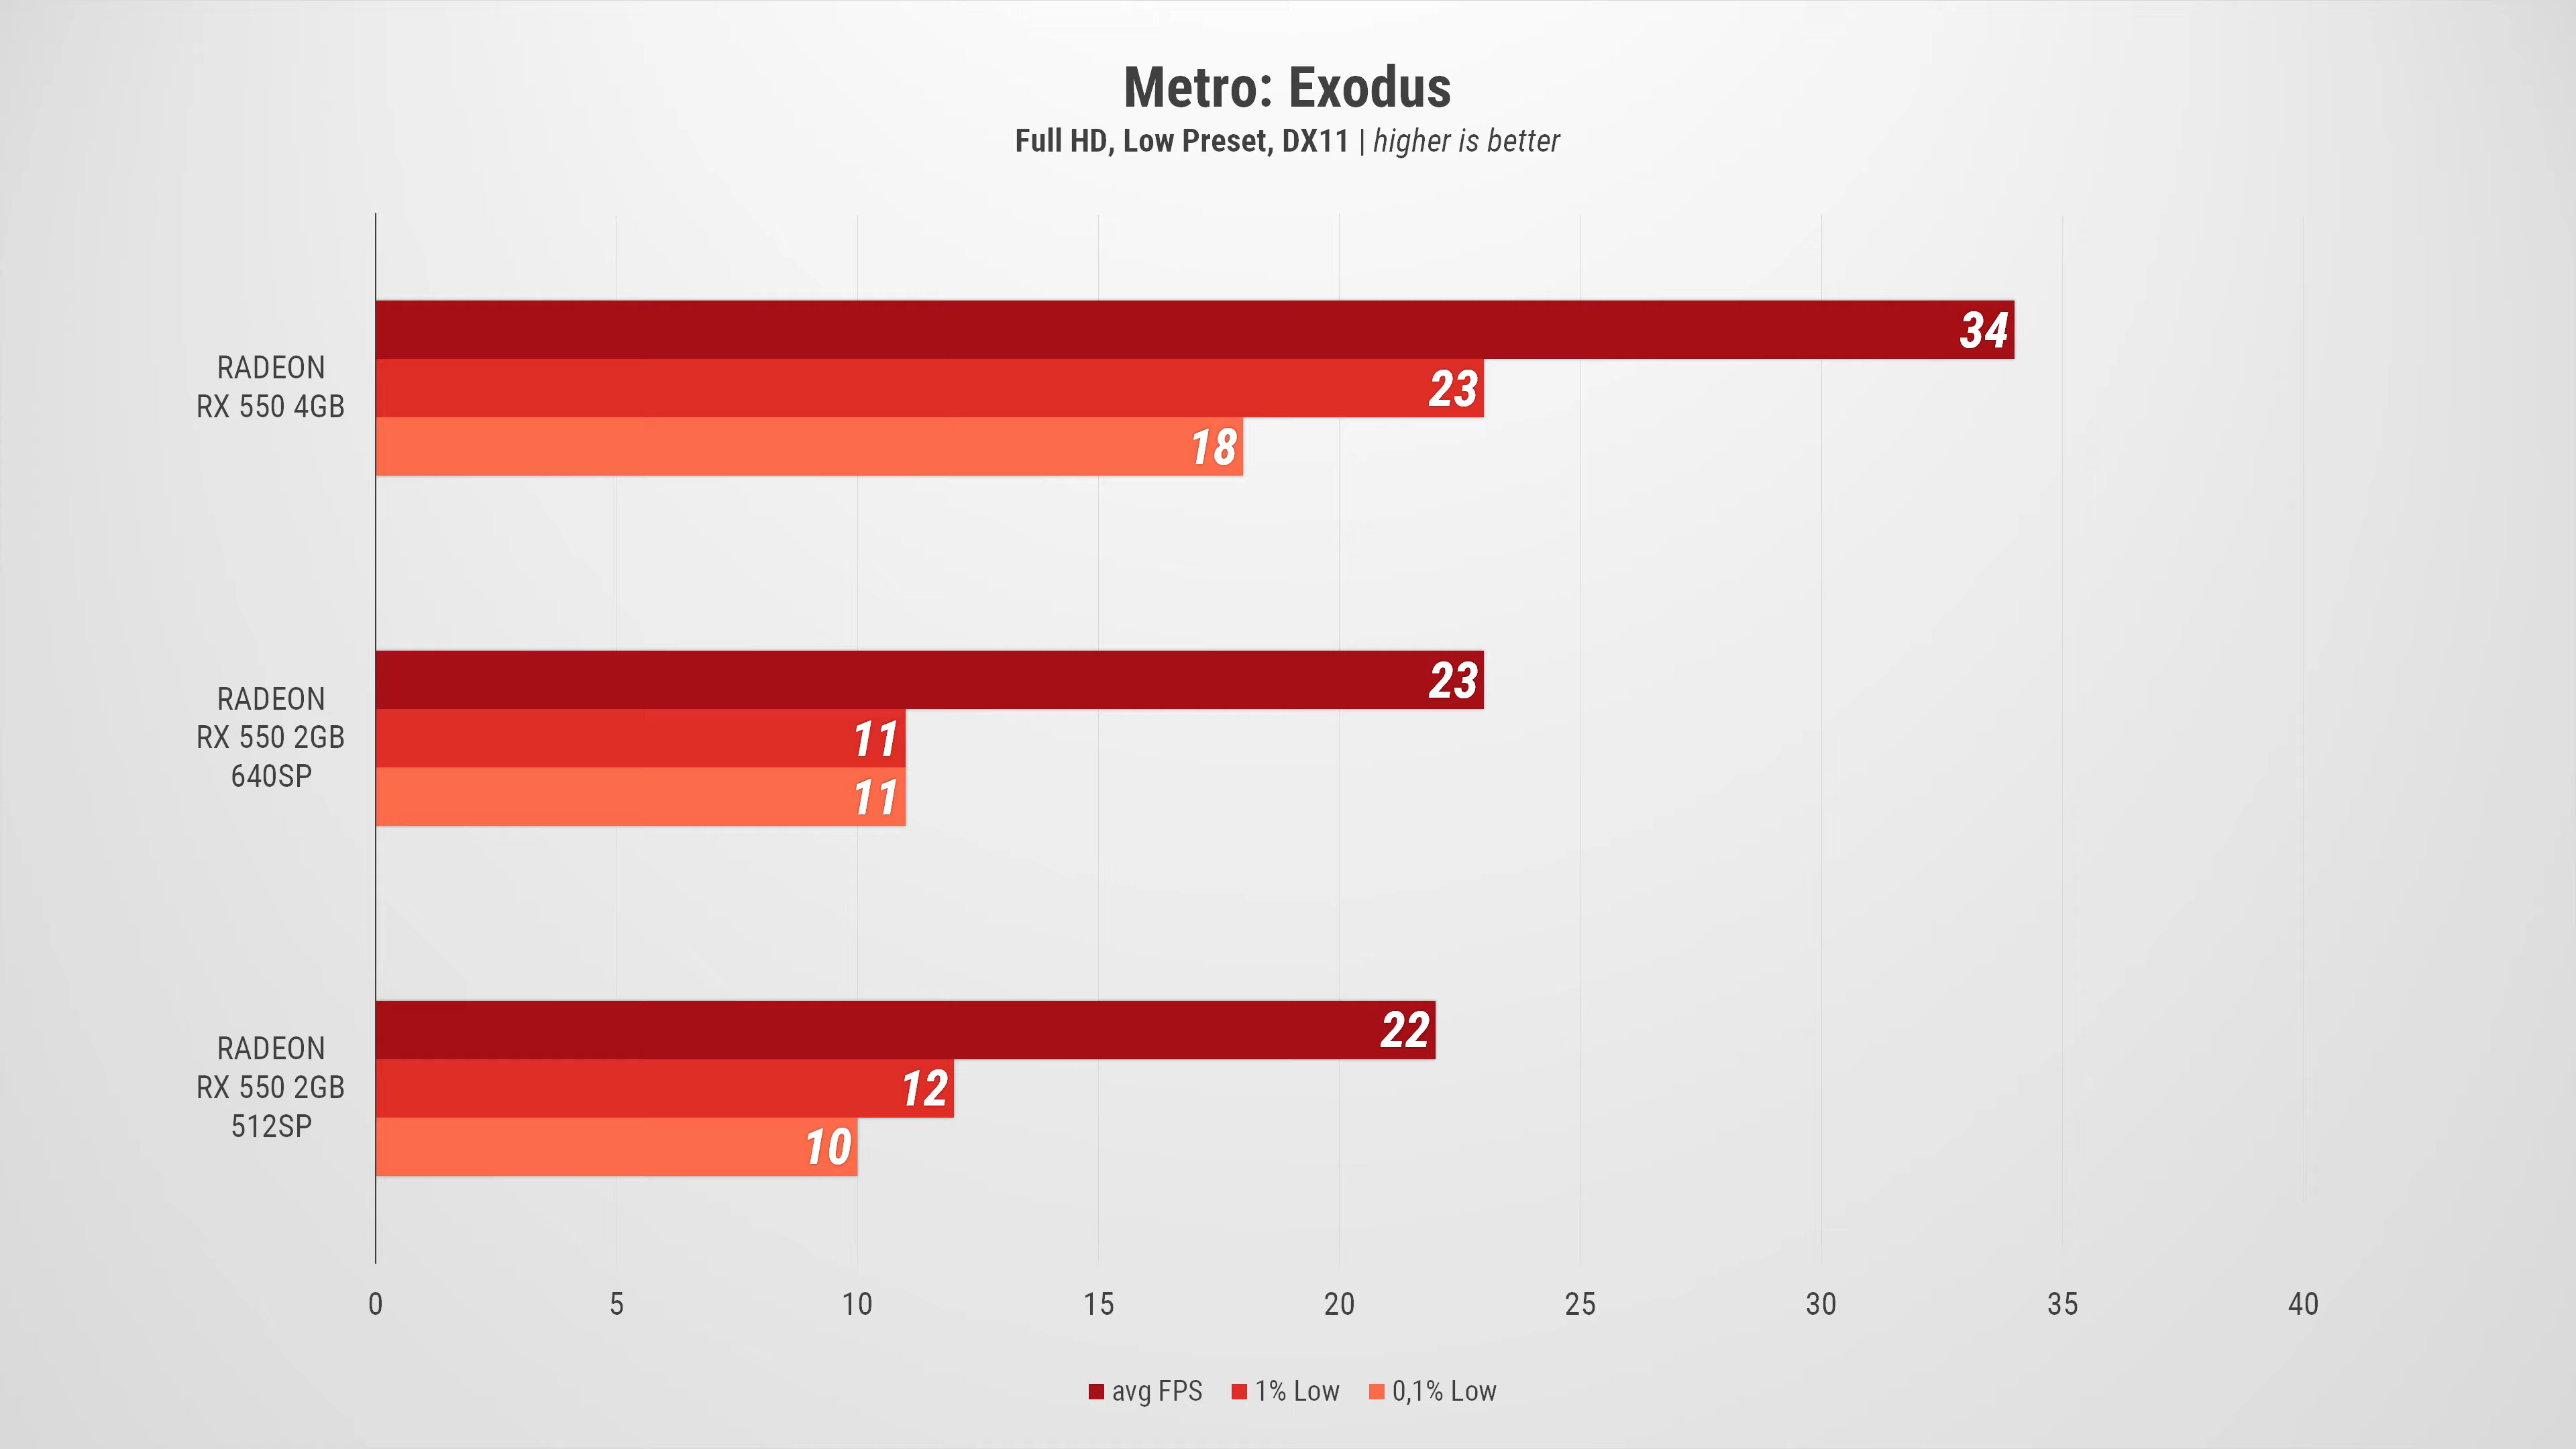 Metro: Exodus
Full HD, Low Preset, DX11 | higher is better
RADEON
RX 550 4GB
34
23
18
RADEON
RX 550 2GB
640SP
23
11
11
RADEON
RX 550 2GB
512SP
22
12
10
0 5 10 15 20 25 30 35 40
avg FPS 1% Low 0,1% Low